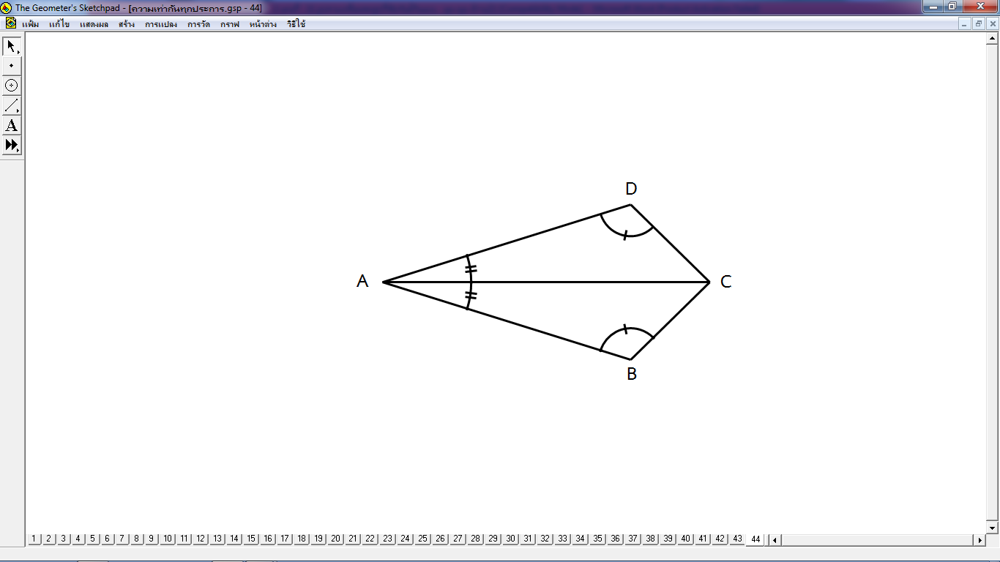 The Geometer's Sketchpad - [ความเท่ากันทุกประการ.gsp - 44]
แฟ้ม แก้ไข แสดงผล สร้าง การแปลง การวัด กราฟ หน้าต่าง วิธีใช้
A
D
A
C
B
1 2 3 4 5 6 7 8 9 10 11 12 13 14 15 16 17 18 19 20 21 22 23 24 25 26 27 28 29 30 31 32 33 34 35 36 37 38 39 40 41 42 43 44